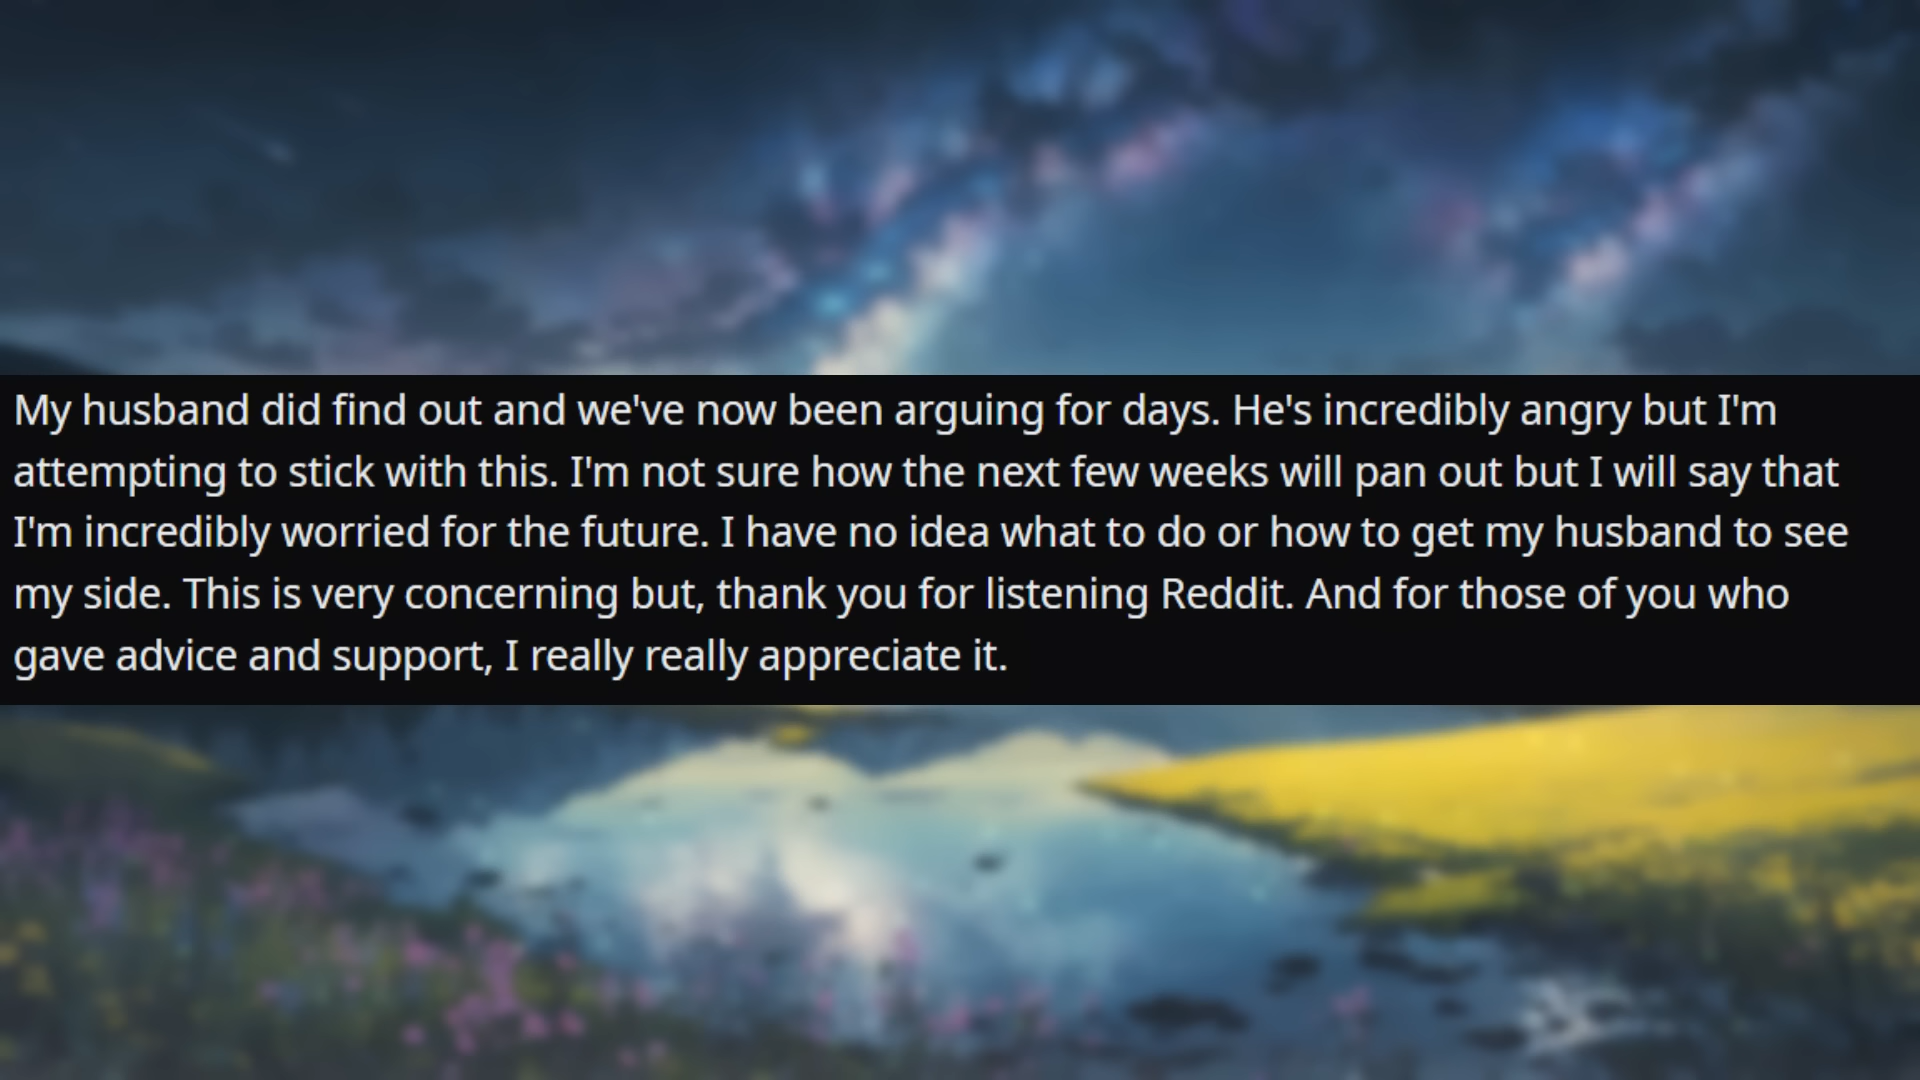 My husband did find out and we've now been arguing for days. He's incredibly angry but I'm
attempting to stick with this. I'm not sure how the next few weeks will pan out but I will say that
I'm incredibly worried for the future. I have no idea what to do or how to get my husband to see
my side. This is very concerning but, thank you for listening Reddit. And for those of you who
gave advice and support, I really really appreciate it.